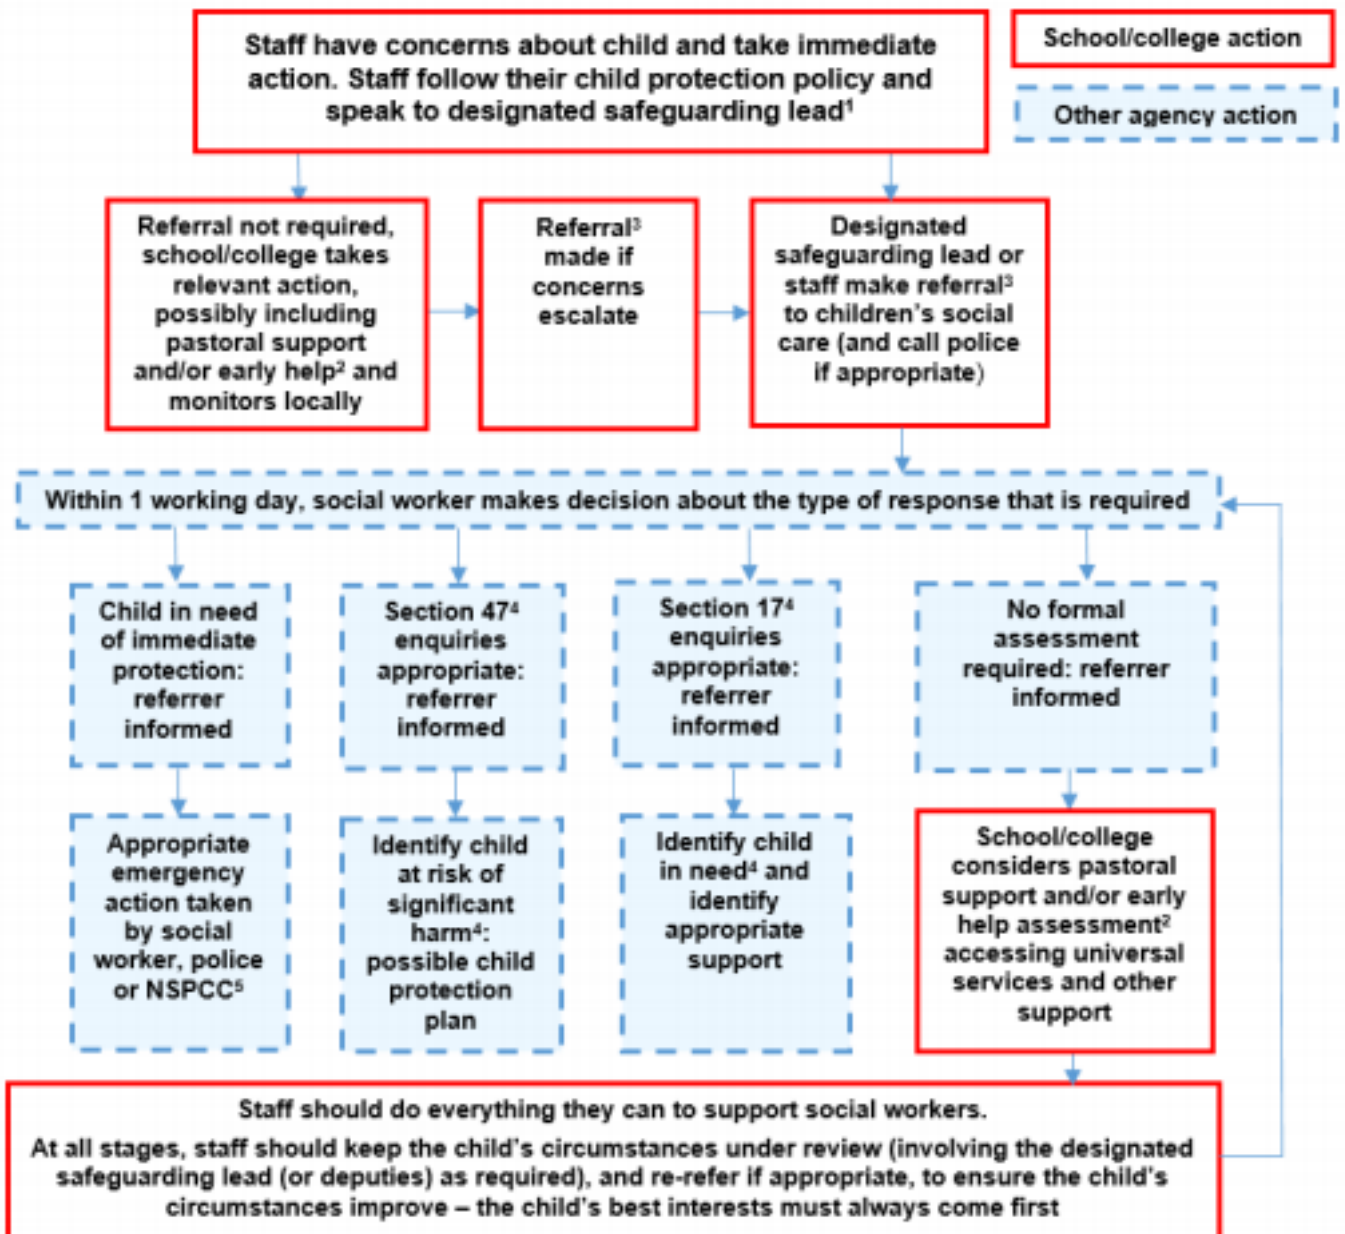 Staff have concerns about child and take immediate
action. Staff follow their child protection policy and
speak to designated safeguarding lead¹
School/college action
Other agency action
Referral not required,
school/college takes
relevant action,
possibly including
pastoral support
and/or early help² and
monitors locally
Referral³
made if
concerns
escalate
Designated
safeguarding lead or
staff make referral³
to children's social
care (and call police
if appropriate)
Within 1 working day, social worker makes decision about the type of response that is required
Child in need
of immediate
protection:
referrer
informed
Section 47⁴
enquiries
appropriate:
referrer
informed
Section 17⁴
enquiries
appropriate:
referrer
informed
No formal
assessment
required: referrer
informed
Appropriate
emergency
action taken
by social
worker, police
or NSPCC⁵
Identify child
at risk of
significant
harm⁴:
possible child
protection
plan
Identify child
in need⁴ and
identify
appropriate
support
School/college
considers pastoral
support and/or early
help assessment²
accessing universal
services and other
support
Staff should do everything they can to support social workers.
At all stages, staff should keep the child's circumstances under review (involving the designated
safeguarding lead (or deputies) as required), and re-refer if appropriate, to ensure the child's
circumstances improve – the child's best interests must always come first